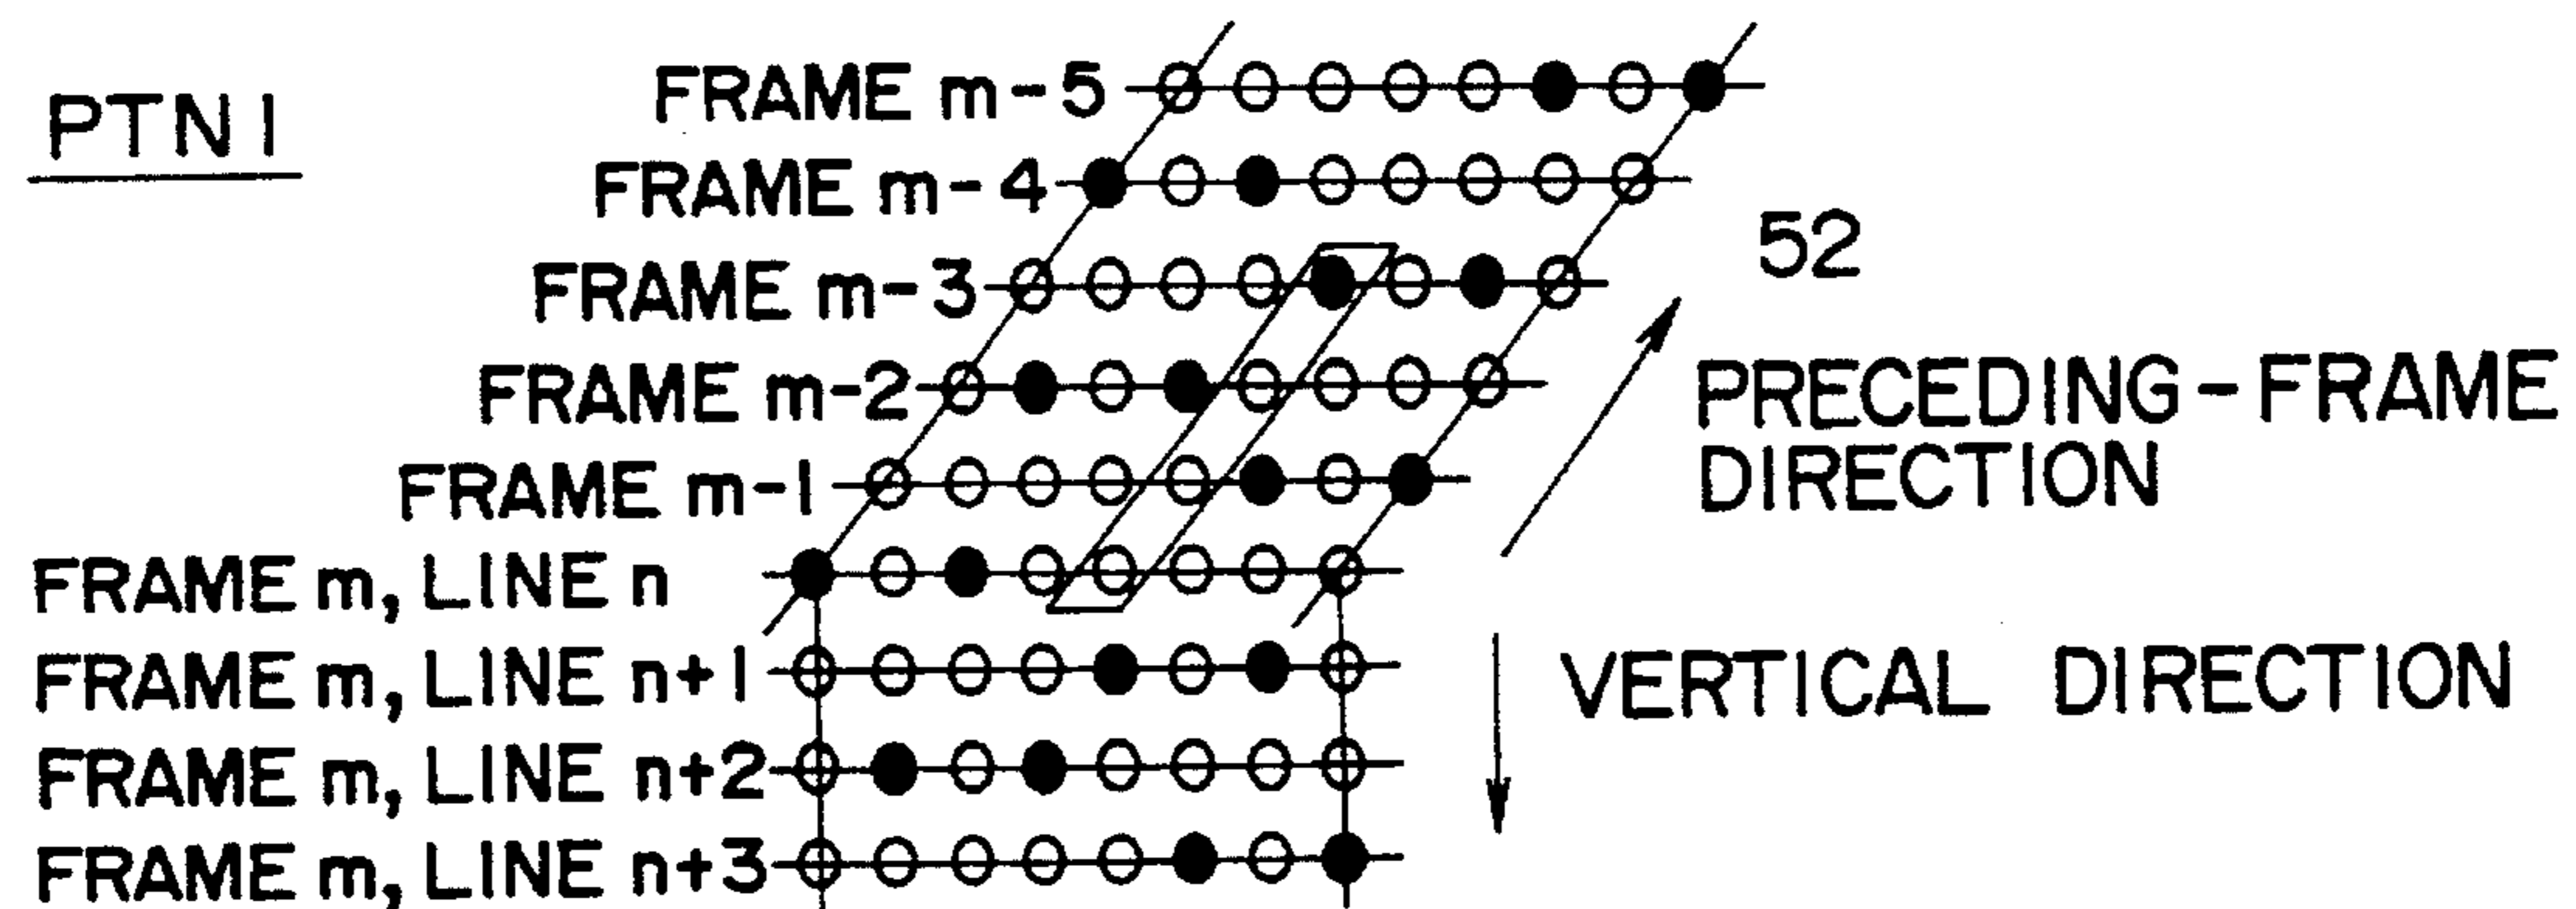 PTN1
FRAME m-5
FRAME m-4
FRAME m-3
52
FRAME m-2
PRECEDING-FRAME
DIRECTION
FRAME m-1
FRAME m, LINE n
FRAME m, LINE n+1
VERTICAL DIRECTION
FRAME m, LINE n+2
FRAME m, LINE n+3